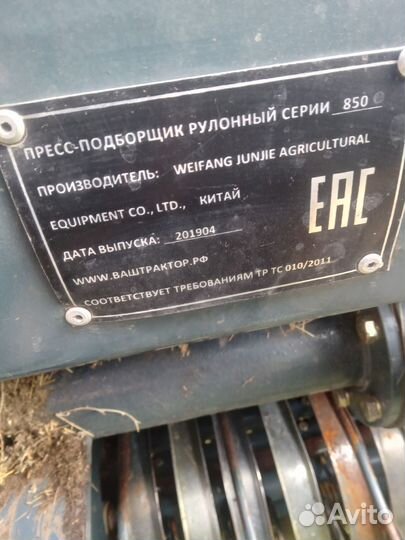 ПРЕСС-ПОДБОРЩИК РУЛОННЫЙ СЕРИИ 850
ПРОИЗВОДИТЕЛЬ: WEIFANG JUNJIE AGRICULTURAL
EQUIPMENT CO., LTD., КИТАЙ
ДАТА ВЫПУСКА: 201904
WWW.ВАШТРАКТОР.РФ
СООТВЕТСТВУЕТ ТРЕБОВАНИЯМ ТР ТС 010/2011
EAC
Avito